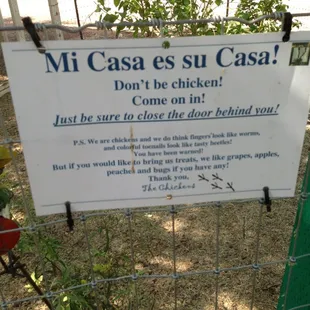 Mi Casa es su Casa!
Don't be chicken!
Come on in!
Just be sure to close the door behind you!
P.S. We are chickens and we do think fingers look like worms,
and colorful toenails look like tasty beetles!
You have been warned!
But if you would like to bring us treats, we like grapes, apples,
peaches and bugs if you have any!
Thank you,
The Chickens